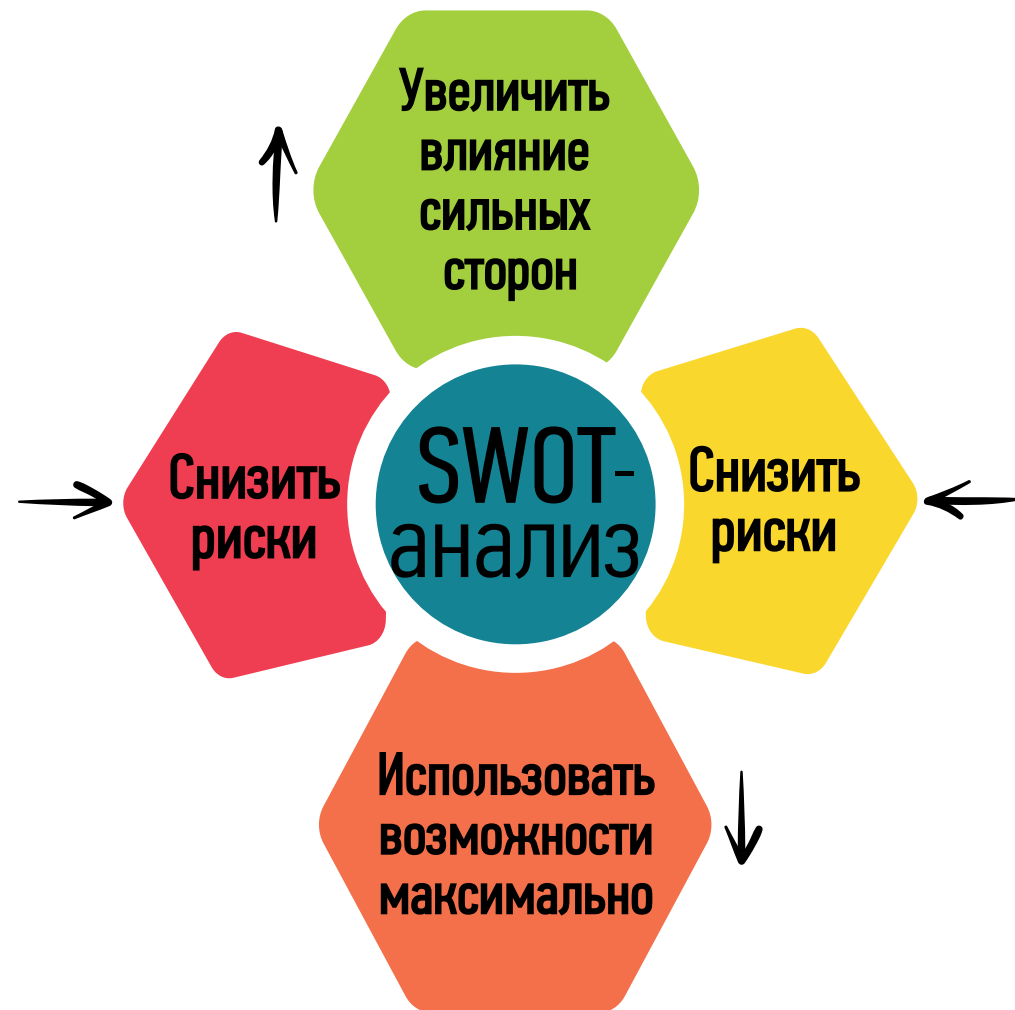 Увеличить
влияние
сильных
сторон
Снизить
риски
SWOT-
анализ
Снизить
риски
Использовать
возможности
максимально